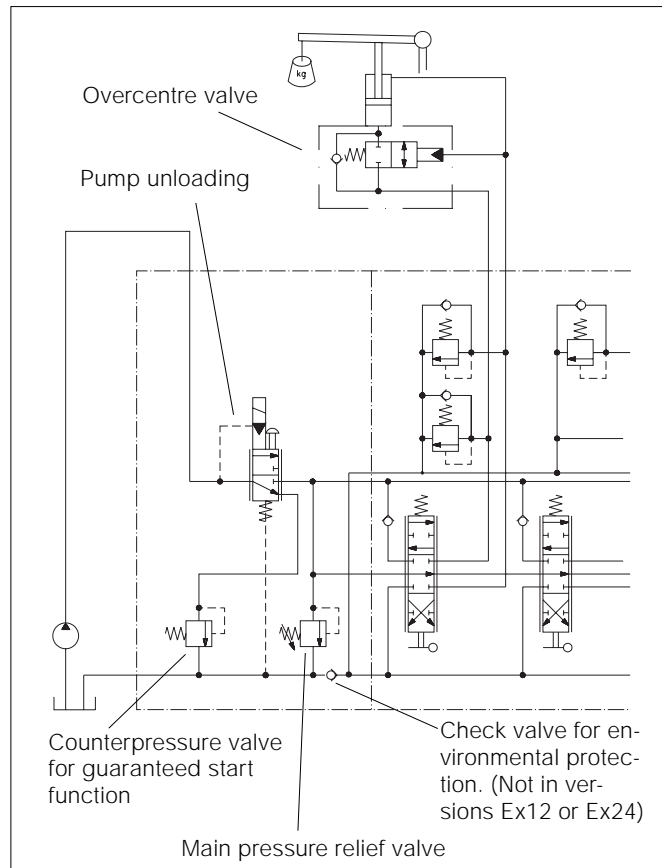 kg
Overcentre valve
Pump unloading
Counterpressure valve
for guaranteed start
function
Check valve for en-
vironmental protec-
tion. (Not in ver-
sions Ex12 or Ex24)
Main pressure relief valve